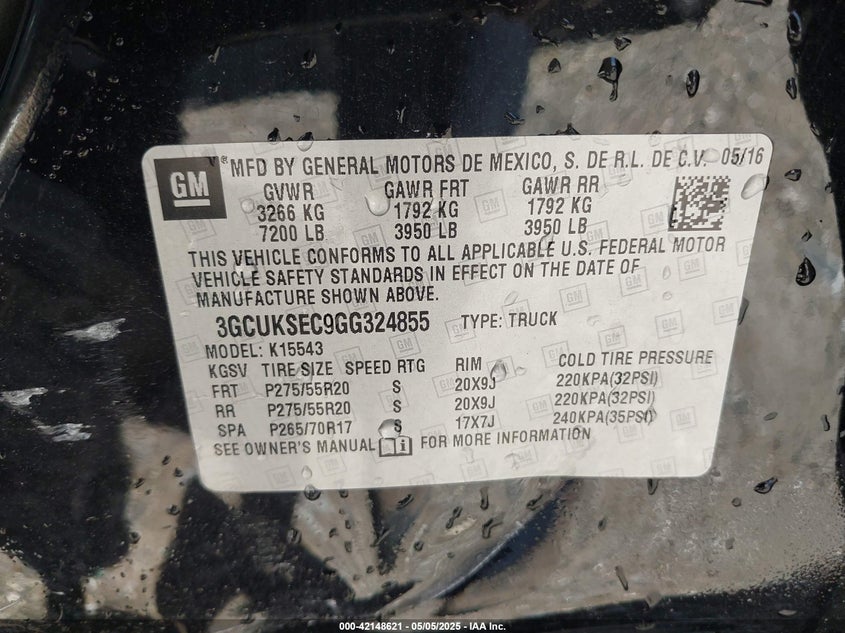 GM
MFD BY GENERAL MOTORS DE MEXICO, S. DE R.L. DE C.V. 05/16
GVWR GAWR FRT GAWR RR
3266 KG 1792 KG 1792 KG
7200 LB 3950 LB 3950 LB
THIS VEHICLE CONFORMS TO ALL APPLICABLE U.S. FEDERAL MOTOR
VEHICLE SAFETY STANDARDS IN EFFECT ON THE DATE OF
MANUFACTURE SHOWN ABOVE.
3GCUKSEC9GG324855 TYPE: TRUCK
MODEL: K15543
KGSV TIRE SIZE SPEED RTG RIM COLD TIRE PRESSURE
FRT P275/55R20 S 20X9J 220KPA(32PSI)
RR P275/55R20 S 20X9J 220KPA(32PSI)
SPA P265/70R17 S 17X7J 240KPA(35PSI)
SEE OWNER'S MANUAL FOR MORE INFORMATION
000-42148621 - 05/05/2025 - IAA Inc.